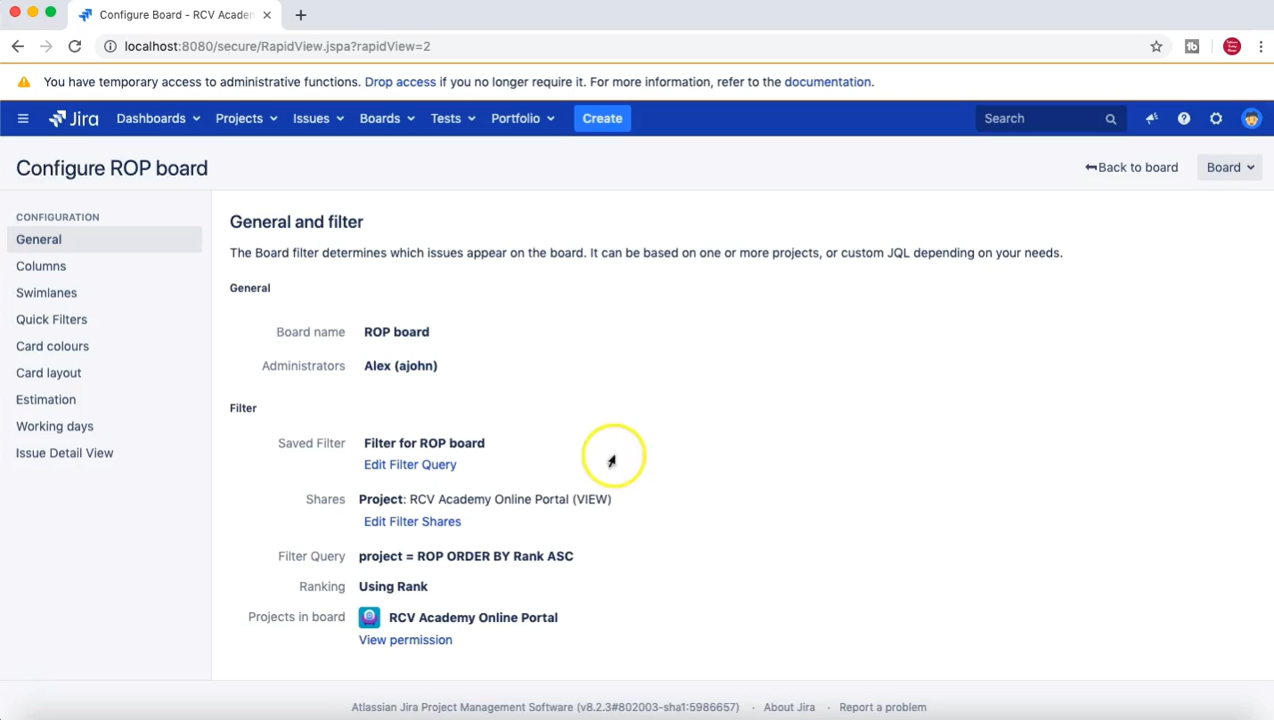 Configure Board - RCV Academ
localhost:8080/secure/RapidView.jspa?rapidView=2
You have temporary access to administrative functions. Drop access if you no longer require it. For more information, refer to the documentation.
Jira Dashboards Projects Issues Boards Tests Portfolio Create Search
Configure ROP board
Back to board Board
CONFIGURATION
General
Columns
Swimlanes
Quick Filters
Card colours
Card layout
Estimation
Working days
Issue Detail View
General and filter
The Board filter determines which issues appear on the board. It can be based on one or more projects, or custom JQL depending on your needs.
General
Board name ROP board
Administrators Alex (ajohn)
Filter
Saved Filter Filter for ROP board
Edit Filter Query
Shares Project: RCV Academy Online Portal (VIEW)
Edit Filter Shares
Filter Query project = ROP ORDER BY Rank ASC
Ranking Using Rank
Projects in board RCV Academy Online Portal
View permission
Atlassian Jira Project Management Software (v8.2.3#802003-sha1:5986657) · About Jira · Report a problem